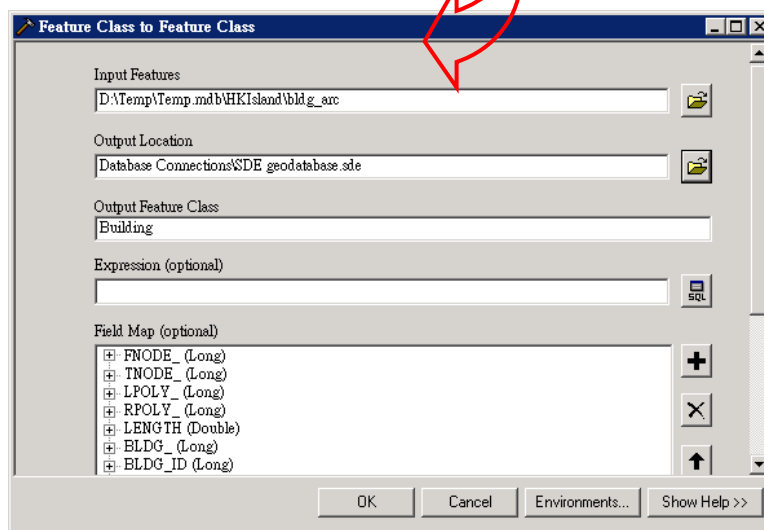 Feature Class to Feature Class
Input Features
D:\Temp\Temp.mdb\HKIsland\bldg_arc
Output Location
Database Connections\SDE geodatabase.sde
Output Feature Class
Building
Expression (optional)
SQL
Field Map (optional)
FNODE_ (Long)
TNODE_ (Long)
LPOLY_ (Long)
RPOLY_ (Long)
LENGTH (Double)
BLDG_ (Long)
BLDG_ID (Long)
OK Cancel Environments... Show Help >>